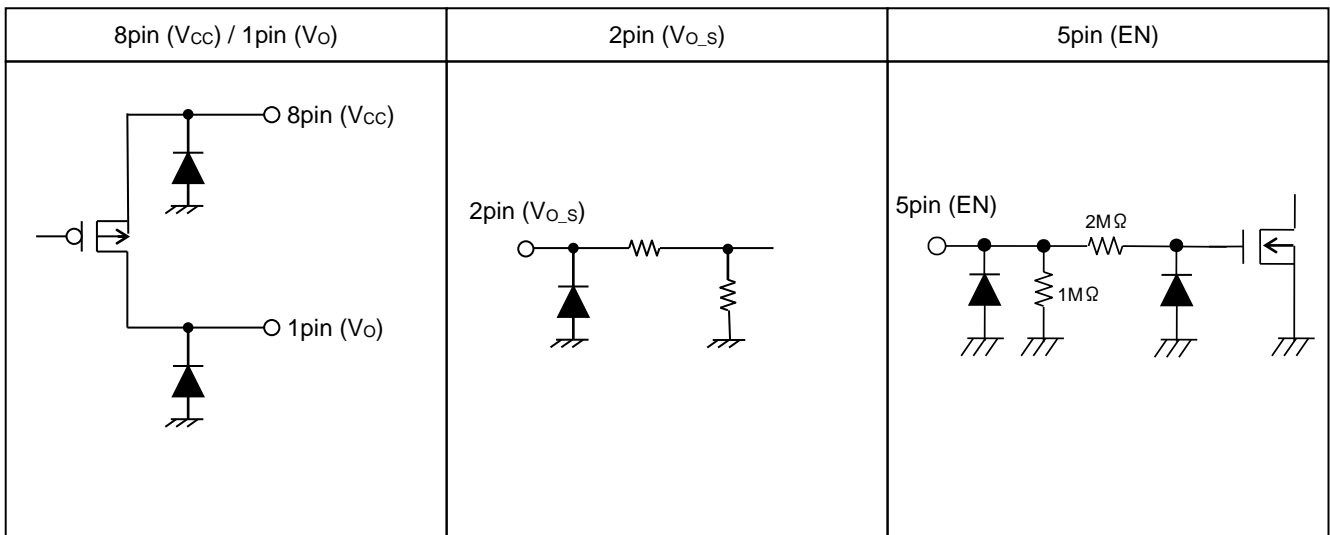 8pin (VCC) / 1pin (VO)
2pin (VO_S)
5pin (EN)
8pin (VCC)
1pin (VO)
2pin (VO_S)
5pin (EN)
2MΩ
1MΩ